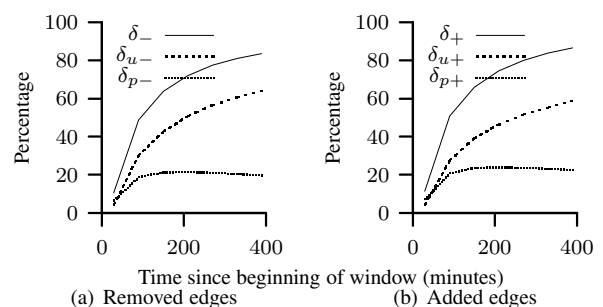 100
80
60
40
20
0
Percentage
δ−
δu−
δp−
0 200 400
100
80
60
40
20
0
Percentage
δ+
δu+
δp+
0 200 400
Time since beginning of window (minutes)
(a) Removed edges (b) Added edges